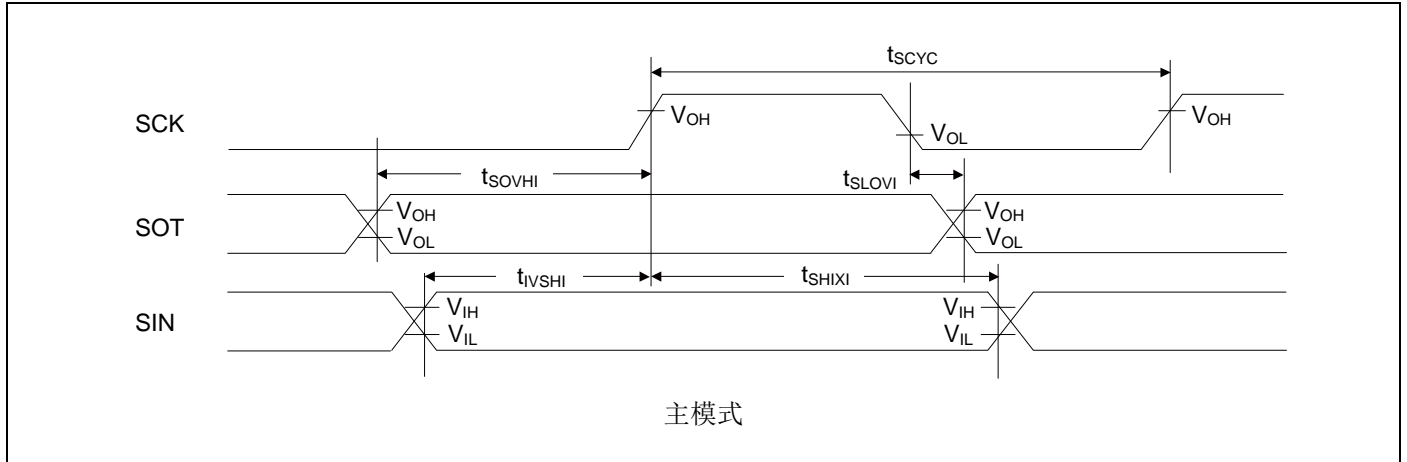 tSCYC
SCK
VOH
VOL
VOH
tSOVHI
tSLOVI
SOT
VOH
VOL
VOH
VOL
tIVSHI
tSHIXI
SIN
VIH
VIL
VIH
VIL
主模式